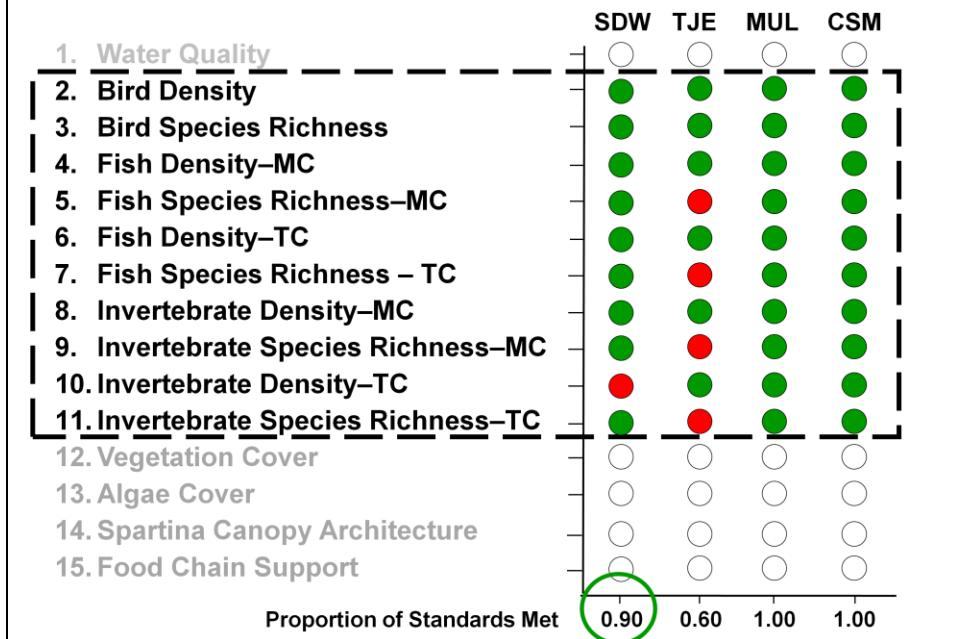 SDW TJE MUL CSM
1. Water Quality
2. Bird Density
3. Bird Species Richness
4. Fish Density–MC
5. Fish Species Richness–MC
6. Fish Density–TC
7. Fish Species Richness – TC
8. Invertebrate Density–MC
9. Invertebrate Species Richness–MC
10. Invertebrate Density–TC
11. Invertebrate Species Richness–TC
12. Vegetation Cover
13. Algae Cover
14. Spartina Canopy Architecture
15. Food Chain Support
Proportion of Standards Met 0.90 0.60 1.00 1.00